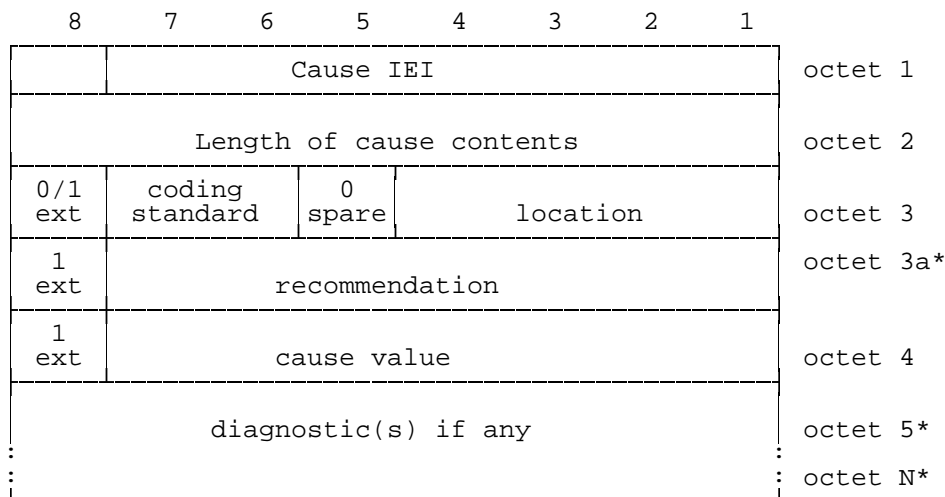 8 7 6 5 4 3 2 1
Cause IEI octet 1
Length of cause contents octet 2
0/1 coding 0
ext standard spare location octet 3
1 octet 3a*
ext recommendation
1
ext cause value octet 4
diagnostic(s) if any octet 5*
: :
: : octet N*